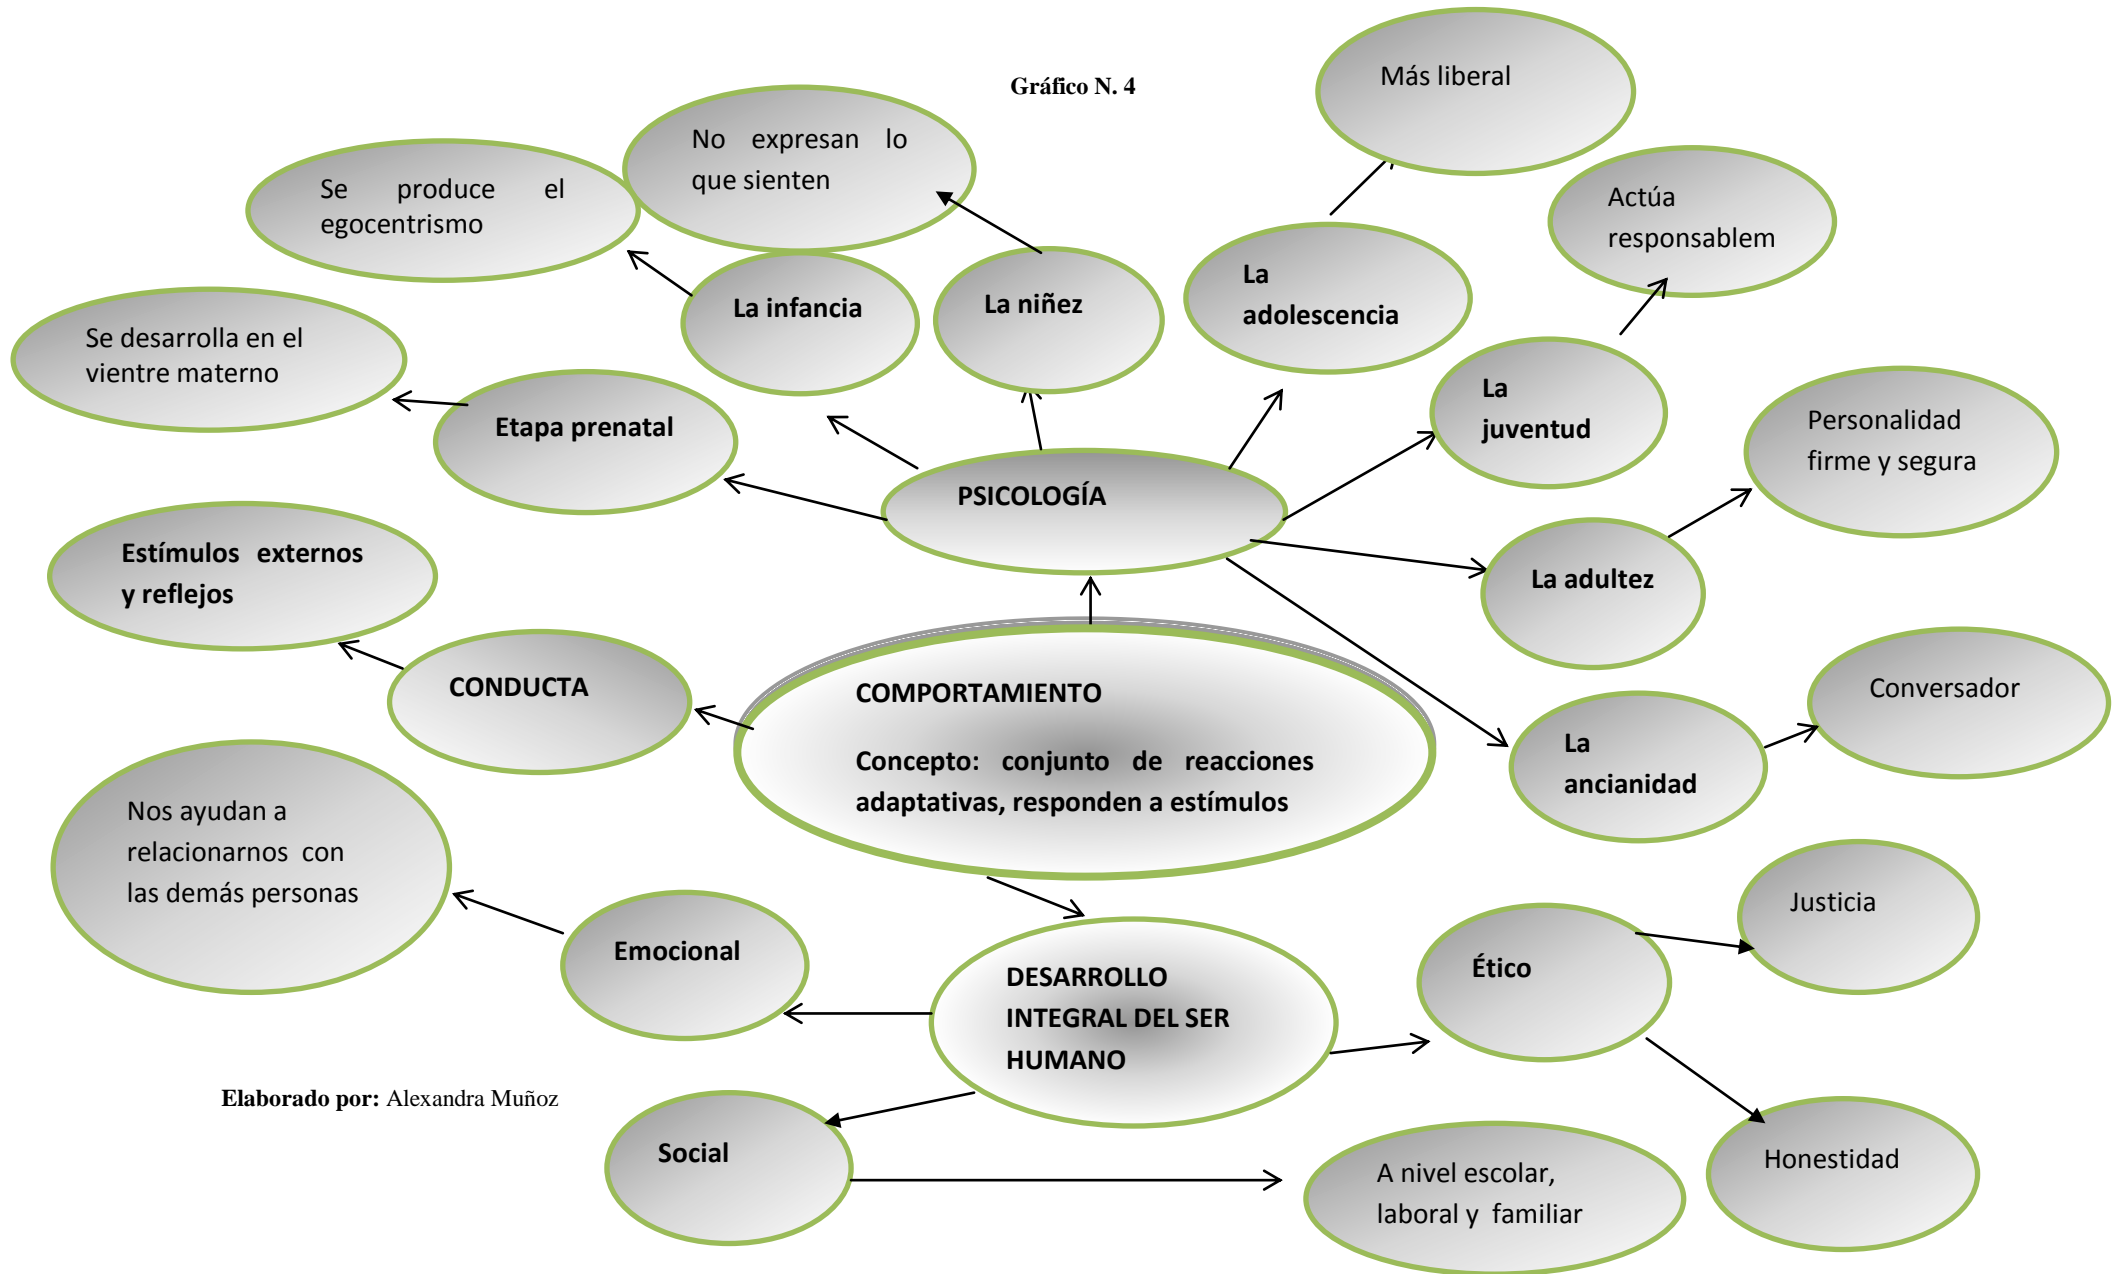 Gráfico N. 4
Más liberal
No expresan lo
que sienten
Se produce el
egocentrismo
Actúa
responsablem
La
adolescencia
La infancia
La niñez
Se desarrolla en el
vientre materno
La
juventud
Etapa prenatal
Personalidad
firme y segura
PSICOLOGÍA
Estímulos externos
y reflejos
La adultez
CONDUCTA
COMPORTAMIENTO
Concepto: conjunto de reacciones
adaptativas, responden a estímulos
Conversador
La
ancianidad
Nos ayudan a
relacionarnos con
las demás personas
Justicia
Emocional
Ético
DESARROLLO
INTEGRAL DEL SER
HUMANO
Elaborado por: Alexandra Muñoz
Social
Honestidad
A nivel escolar,
laboral y familiar